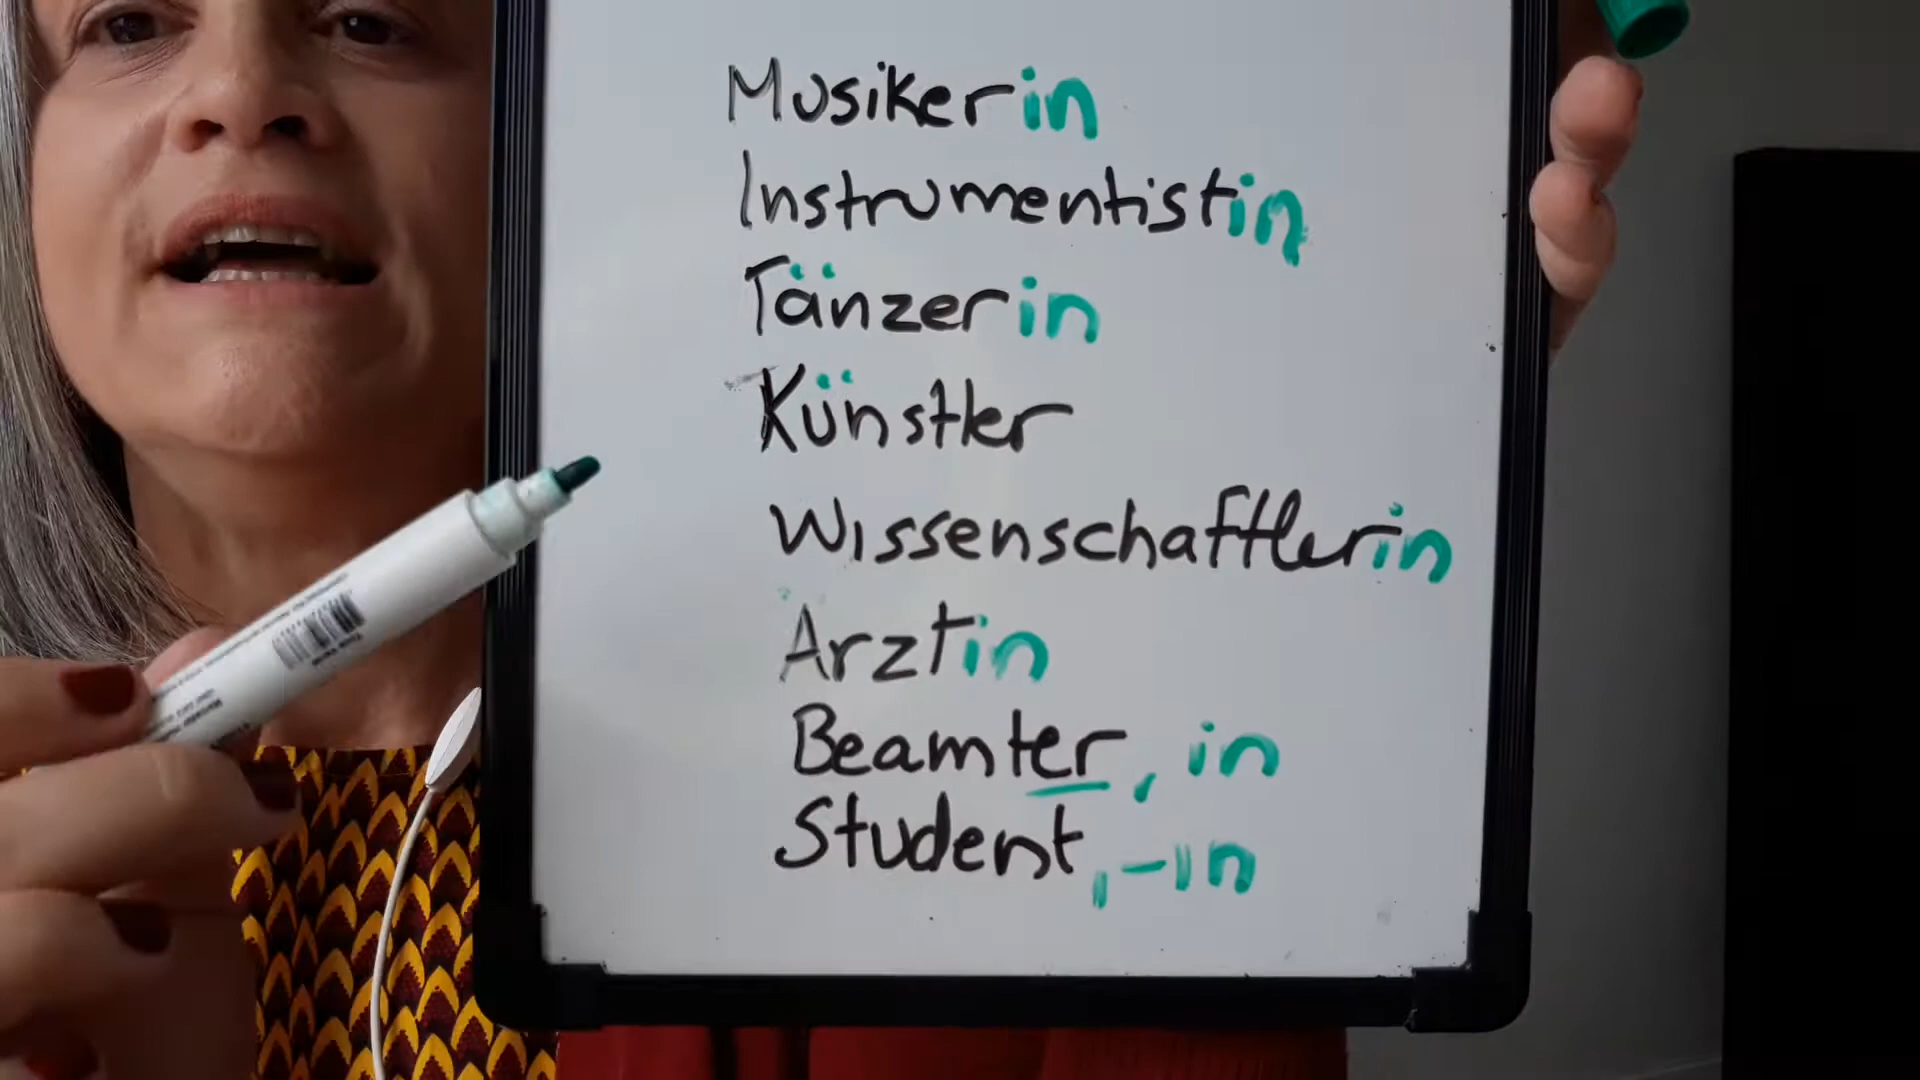 Musikerin
Instrumentistin
Tänzerin
Künstler
Wissenschaftlerin
Arztin
Beamter, in
Student, -in